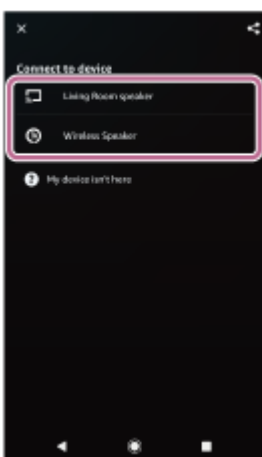 Connect to device
Living Room speaker
Wireless Speaker
My device isn't here